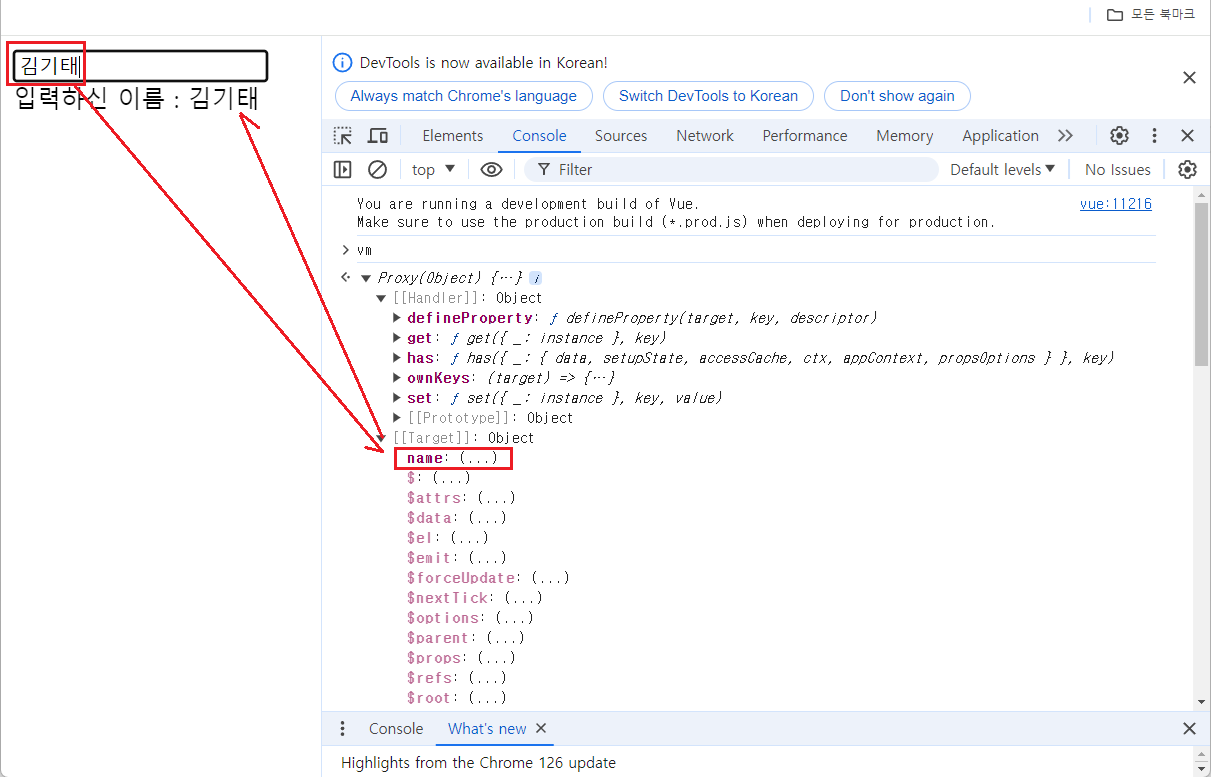 모든 북마크
김기태
입력하신 이름 : 김기태
DevTools is now available in Korean!
Always match Chrome's language
Switch DevTools to Korean
Don't show again
Elements Console Sources Network Performance Memory Application
top Filter Default levels No Issues
You are running a development build of Vue. vue:11216
Make sure to use the production build (*.prod.js) when deploying for production.
> vm
Proxy(Object) {…} i
[[Handler]]: Object
defineProperty: ƒ defineProperty(target, key, descriptor)
get: ƒ get({ _: instance }, key)
has: ƒ has({ _: { data, setupState, accessCache, ctx, appContext, propsOptions } }, key)
ownKeys: (target) => {…}
set: ƒ set({ _: instance }, key, value)
[[Prototype]]: Object
[[Target]]: Object
name: (...)
$: (...)
$attrs: (...)
$data: (...)
$el: (...)
$emit: (...)
$forceUpdate: (...)
$nextTick: (...)
$options: (...)
$parent: (...)
$props: (...)
$refs: (...)
$root: (...)
Console What's new
Highlights from the Chrome 126 update